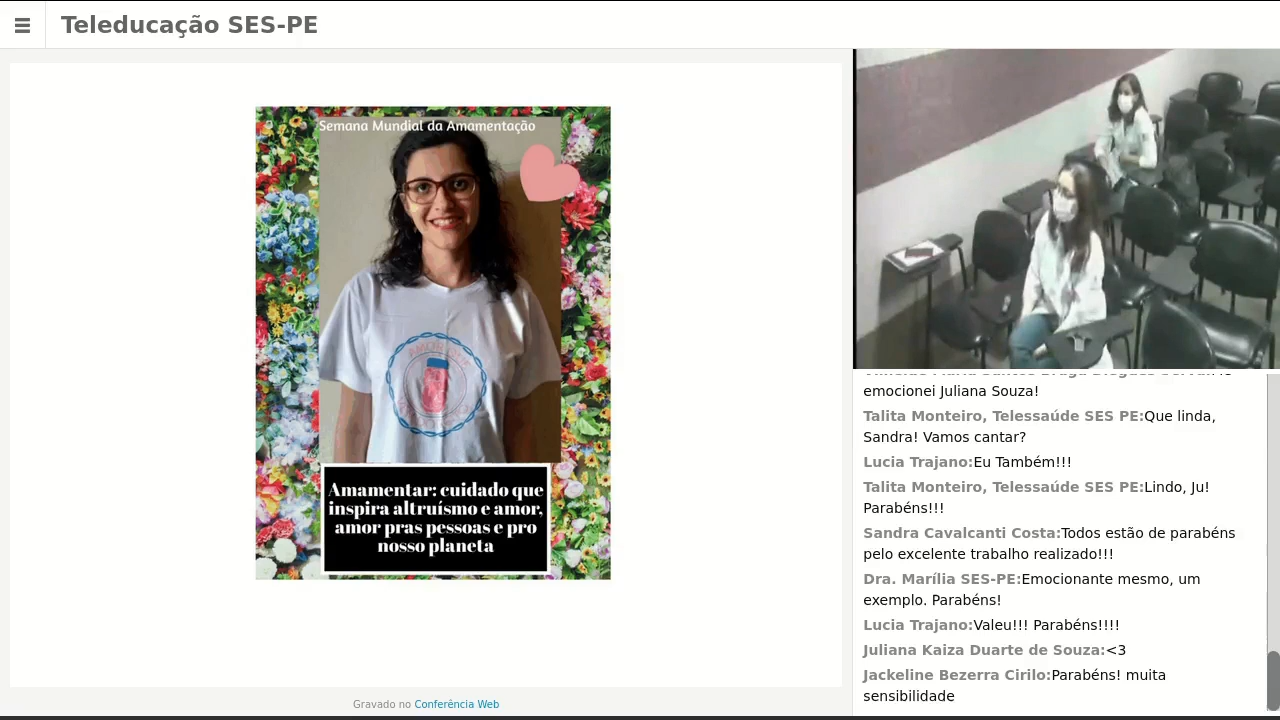 Teleducação SES-PE
Semana Mundial da Amamentação
Amamentar: cuidado que
inspira altruísmo e amor,
amor pras pessoas e pro
nosso planeta
Gravado no Conferência Web
emocionei Juliana Souza!
Talita Monteiro, Telessaúde SES PE:Que linda,
Sandra! Vamos cantar?
Lucia Trajano:Eu Também!!!
Talita Monteiro, Telessaúde SES PE:Lindo, Ju!
Parabéns!!!
Sandra Cavalcanti Costa:Todos estão de parabéns
pelo excelente trabalho realizado!!!
Dra. Marília SES-PE:Emocionante mesmo, um
exemplo. Parabéns!
Lucia Trajano:Valeu!!! Parabéns!!!!
Juliana Kaiza Duarte de Souza:<3
Jackeline Bezerra Cirilo:Parabéns! muita
sensibilidade